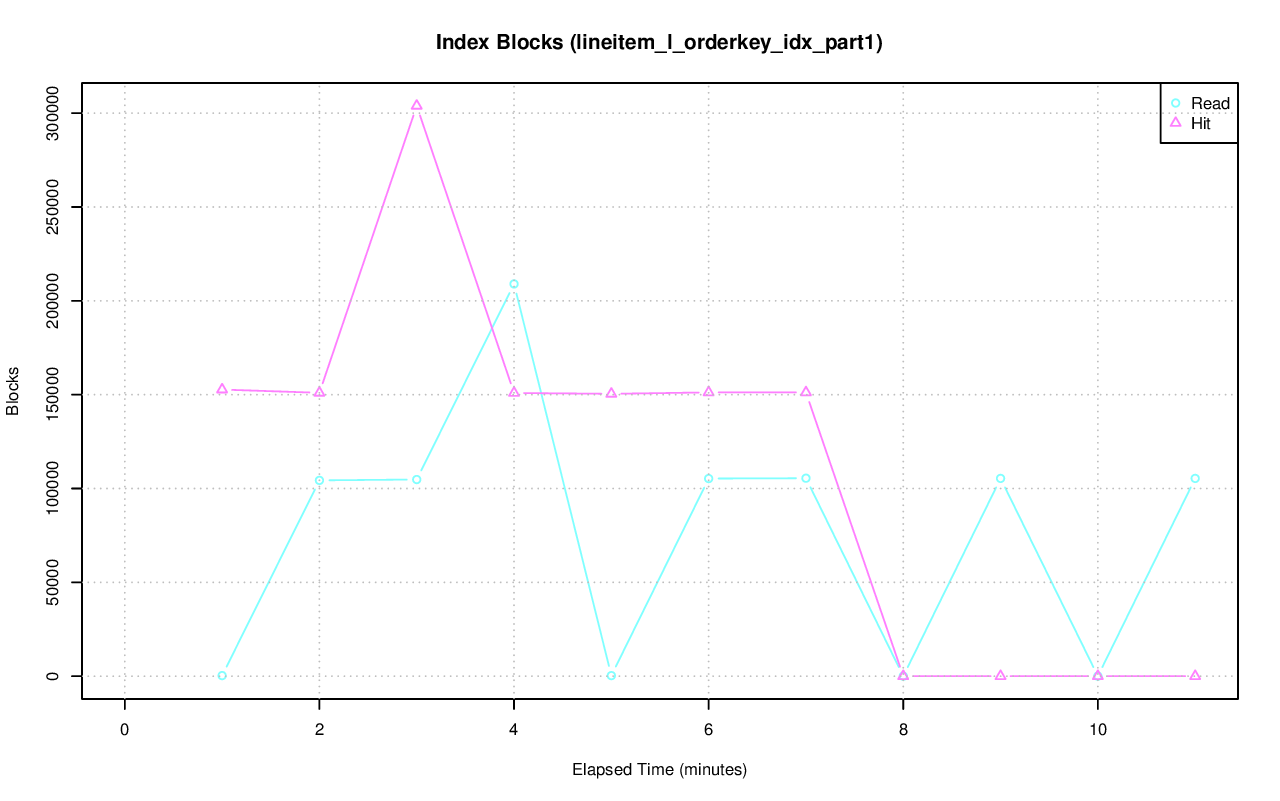 Index Blocks (lineitem_l_orderkey_idx_part1)
Read
Hit
300000
250000
200000
150000
100000
50000
0
Blocks
0 2 4 6 8 10
Elapsed Time (minutes)